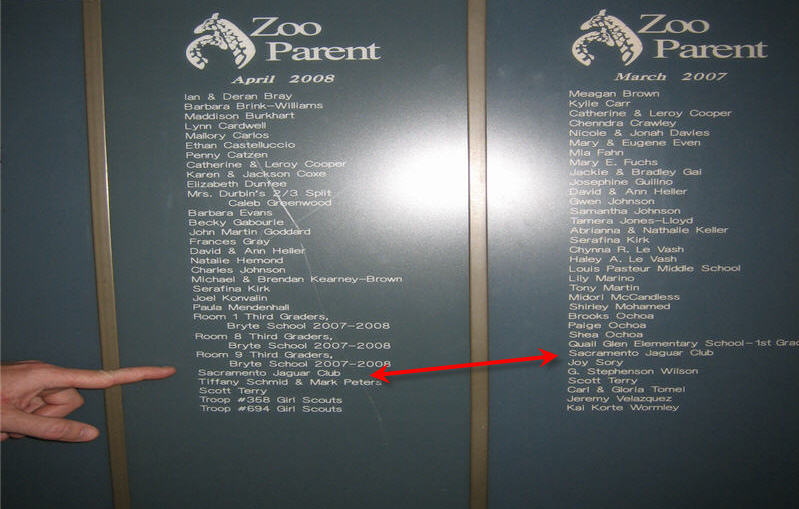 Zoo
Parent
April 2008
Ian & Deran Bray
Barbara Brink-Williams
Maddison Burkhart
Lynn Cardwell
Mallory Carlos
Ethan Castelluccio
Penny Catzen
Catherine & Leroy Cooper
Karen & Jackson Coxe
Elizabeth Dunfee
Mrs. Durbin's 2/3 Split
Caleb Greenwood
Barbara Evans
Becky Gabourie
John Martin Goddard
Frances Gray
David & Ann Heller
Natalie Hemond
Charles Johnson
Michael & Brendan Kearney-Brown
Serafina Kirk
Joel Konvalin
Paula Mendenhall
Room 1 Third Graders,
Bryte School 2007-2008
Room 8 Third Graders,
Bryte School 2007-2008
Room 9 Third Graders,
Bryte School 2007-2008
Sacramento Jaguar Club
Tiffany Schmid & Mark Peters
Scott Terry
Troop #358 Girl Scouts
Troop #694 Girl Scouts
Zoo
Parent
March 2007
Meagan Brown
Kylie Carr
Catherine & Leroy Cooper
Chenndra Crawley
Nicole & Jonah Davies
Mary & Eugene Even
Mia Fahn
Mary E. Fuchs
Jackie & Bradley Gai
Josephine Guilino
David & Ann Heller
Gwen Johnson
Samantha Johnson
Tamera Jones-Lloyd
Abrianna & Nathalie Keller
Serafina Kirk
Chynna R. Le Vash
Haley A. Le Vash
Louis Pasteur Middle School
Lily Marino
Tony Martin
Midori McCandless
Shirley Mohamed
Brooks Ochoa
Paige Ochoa
Shea Ochoa
Quail Glen Elementary School-1st Grad
Sacramento Jaguar Club
Joy Sory
G. Stephenson Wilson
Scott Terry
Carl & Gloria Tomei
Jeremy Velazquez
Kai Korte Wormley